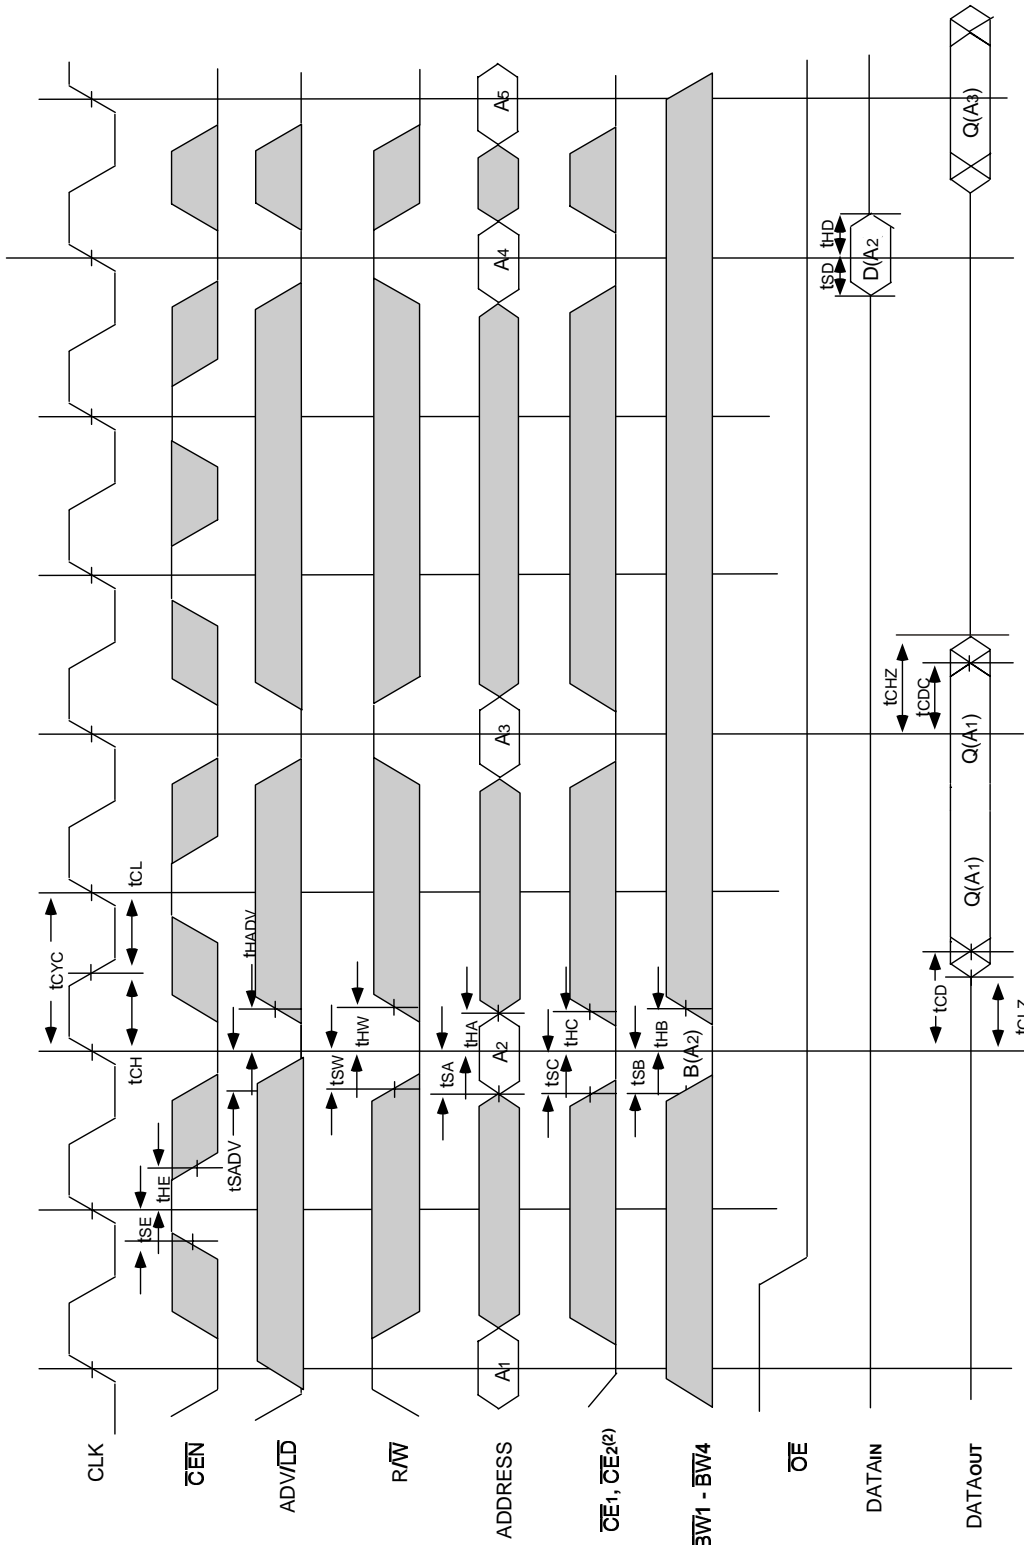 CLK
tCYC
tCH
tCL
CEN
tSE
tHE
ADV/LD
tSADV
tHADV
R/W
tSW
tHW
ADDRESS
A1
tSA
tHA
A2
A3
A4
A5
CE1, CE2(2)
tSC
tHC
BW1 - BW4
tSB
tHB
B(A2)
OE
DATAIN
tSD
tHD
D(A2
DATAOUT
tCD
tCLZ
Q(A1)
Q(A1)
tCHZ
tCDC
Q(A3)